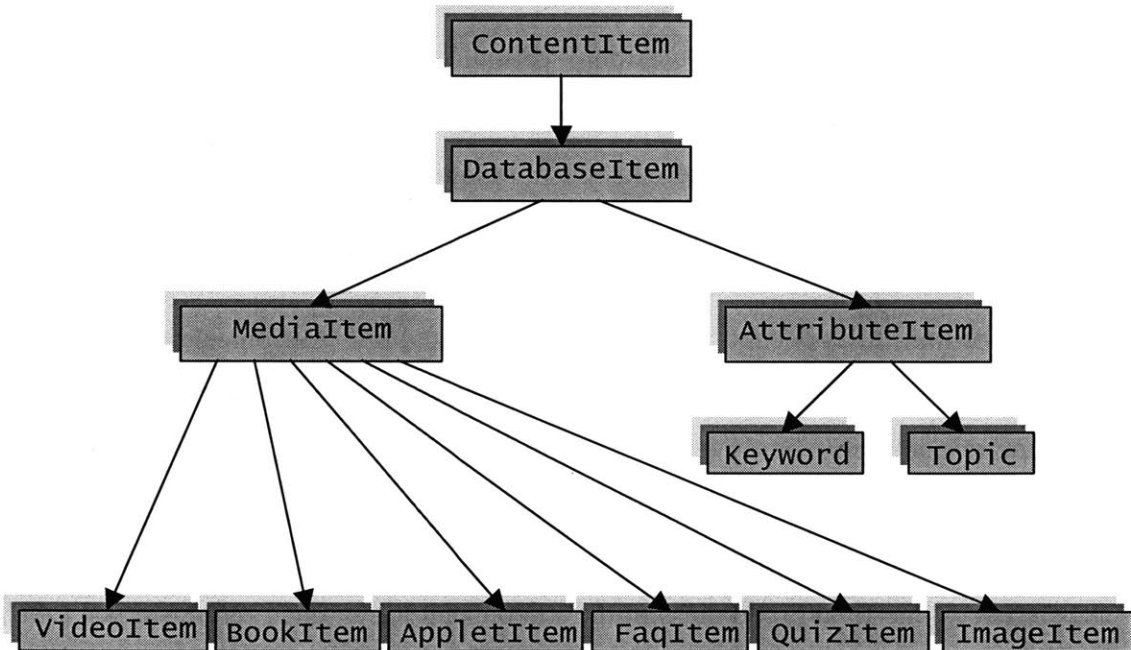 ContentItem
DatabaseItem
MediaItem
AttributeItem
Keyword
Topic
VideoItem
BookItem
AppletItem
FaqItem
QuizItem
ImageItem